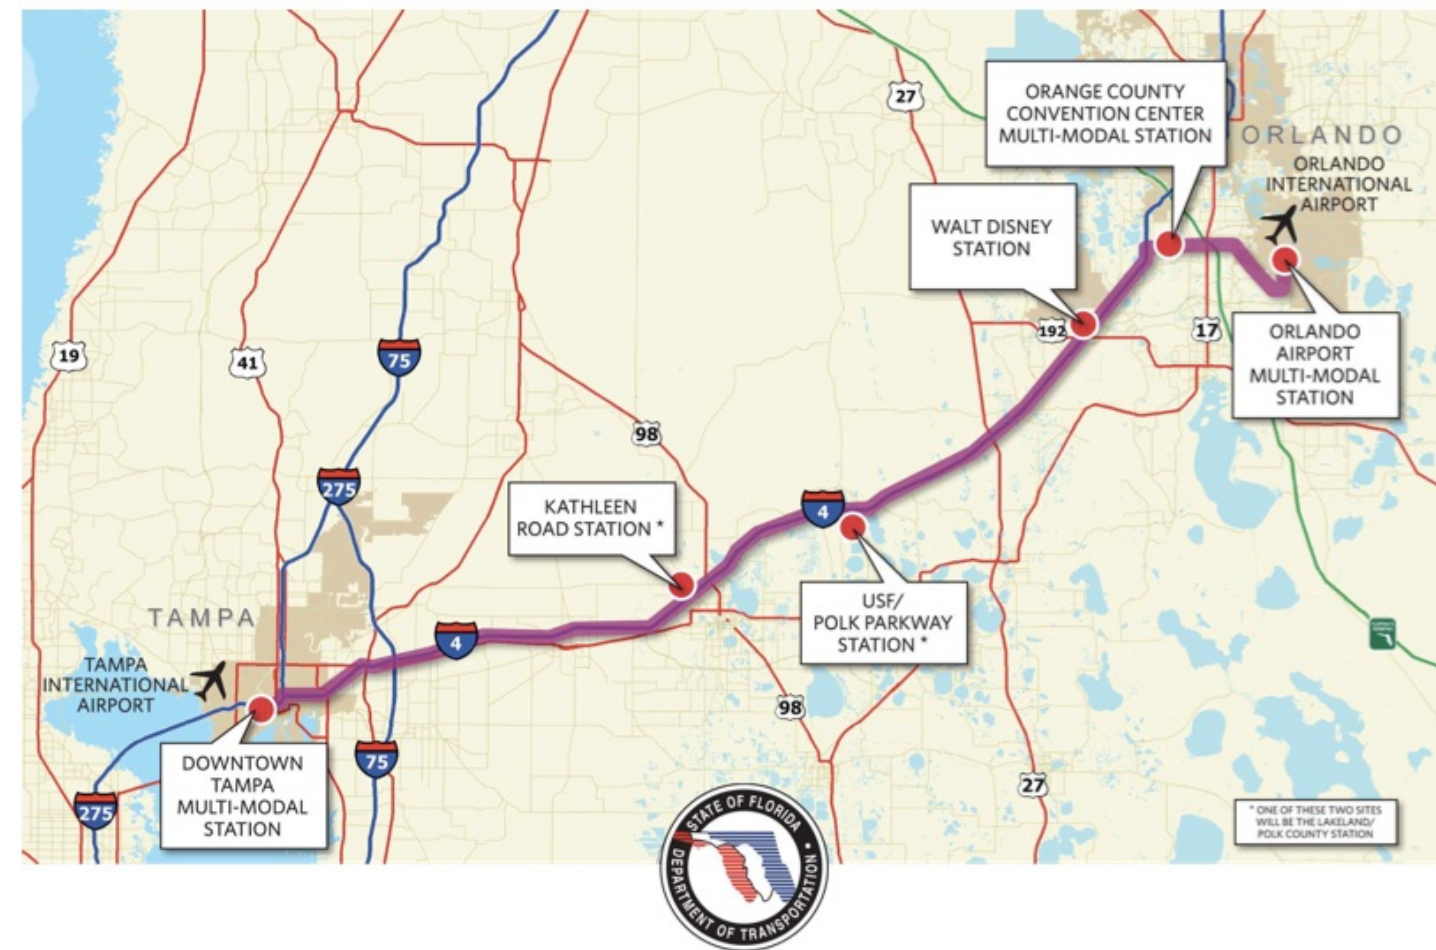 27
ORANGE COUNTY
CONVENTION CENTER
MULTI-MODAL STATION
ORLANDO
ORLANDO
INTERNATIONAL
AIRPORT
WALT DISNEY
STATION
19
41
75
192
17
ORLANDO
AIRPORT
MULTI-MODAL
STATION
98
275
KATHLEEN
ROAD STATION *
4
USF/
POLK PARKWAY
STATION *
TAMPA
4
TAMPA
INTERNATIONAL
AIRPORT
98
DOWNTOWN
TAMPA
MULTI-MODAL
STATION
75
27
275
* ONE OF THESE TWO SITES
WILL BE THE LAKELAND/
POLK COUNTY STATION
STATE OF FLORIDA
DEPARTMENT OF TRANSPORTATION